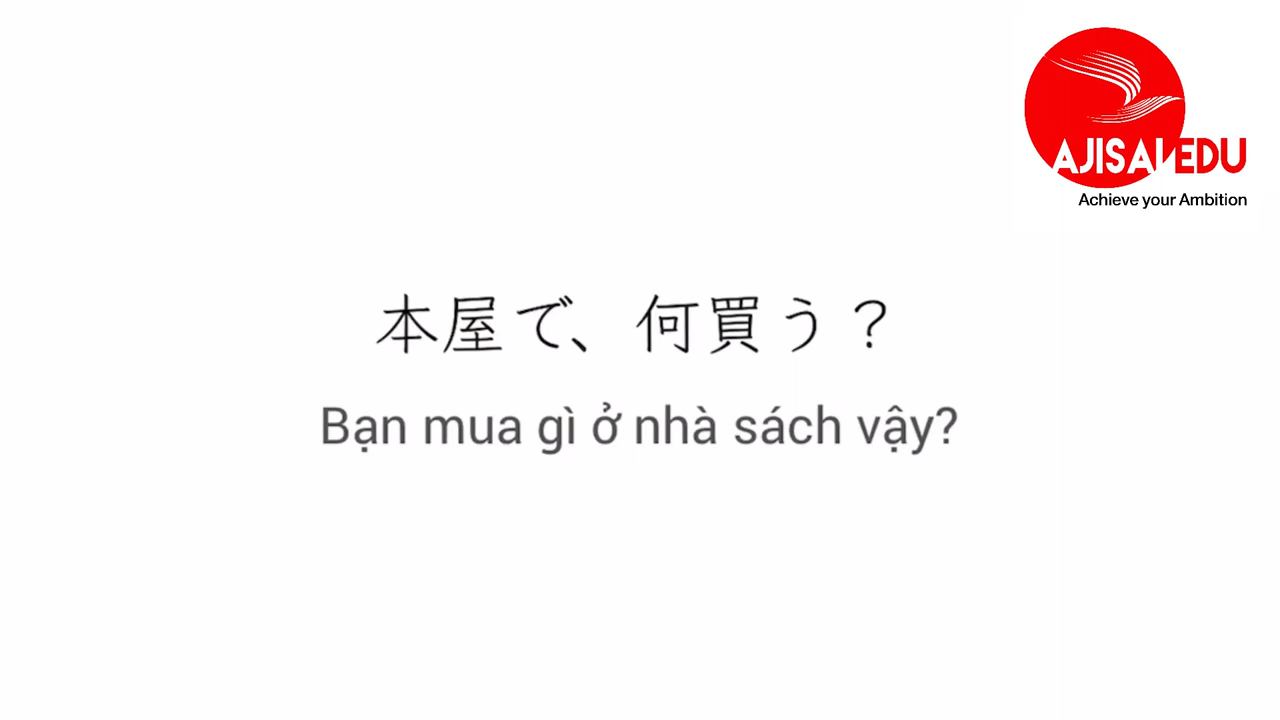 AJISAI EDU
Achieve your Ambition
本屋で、何買う？
Bạn mua gì ở nhà sách vậy?